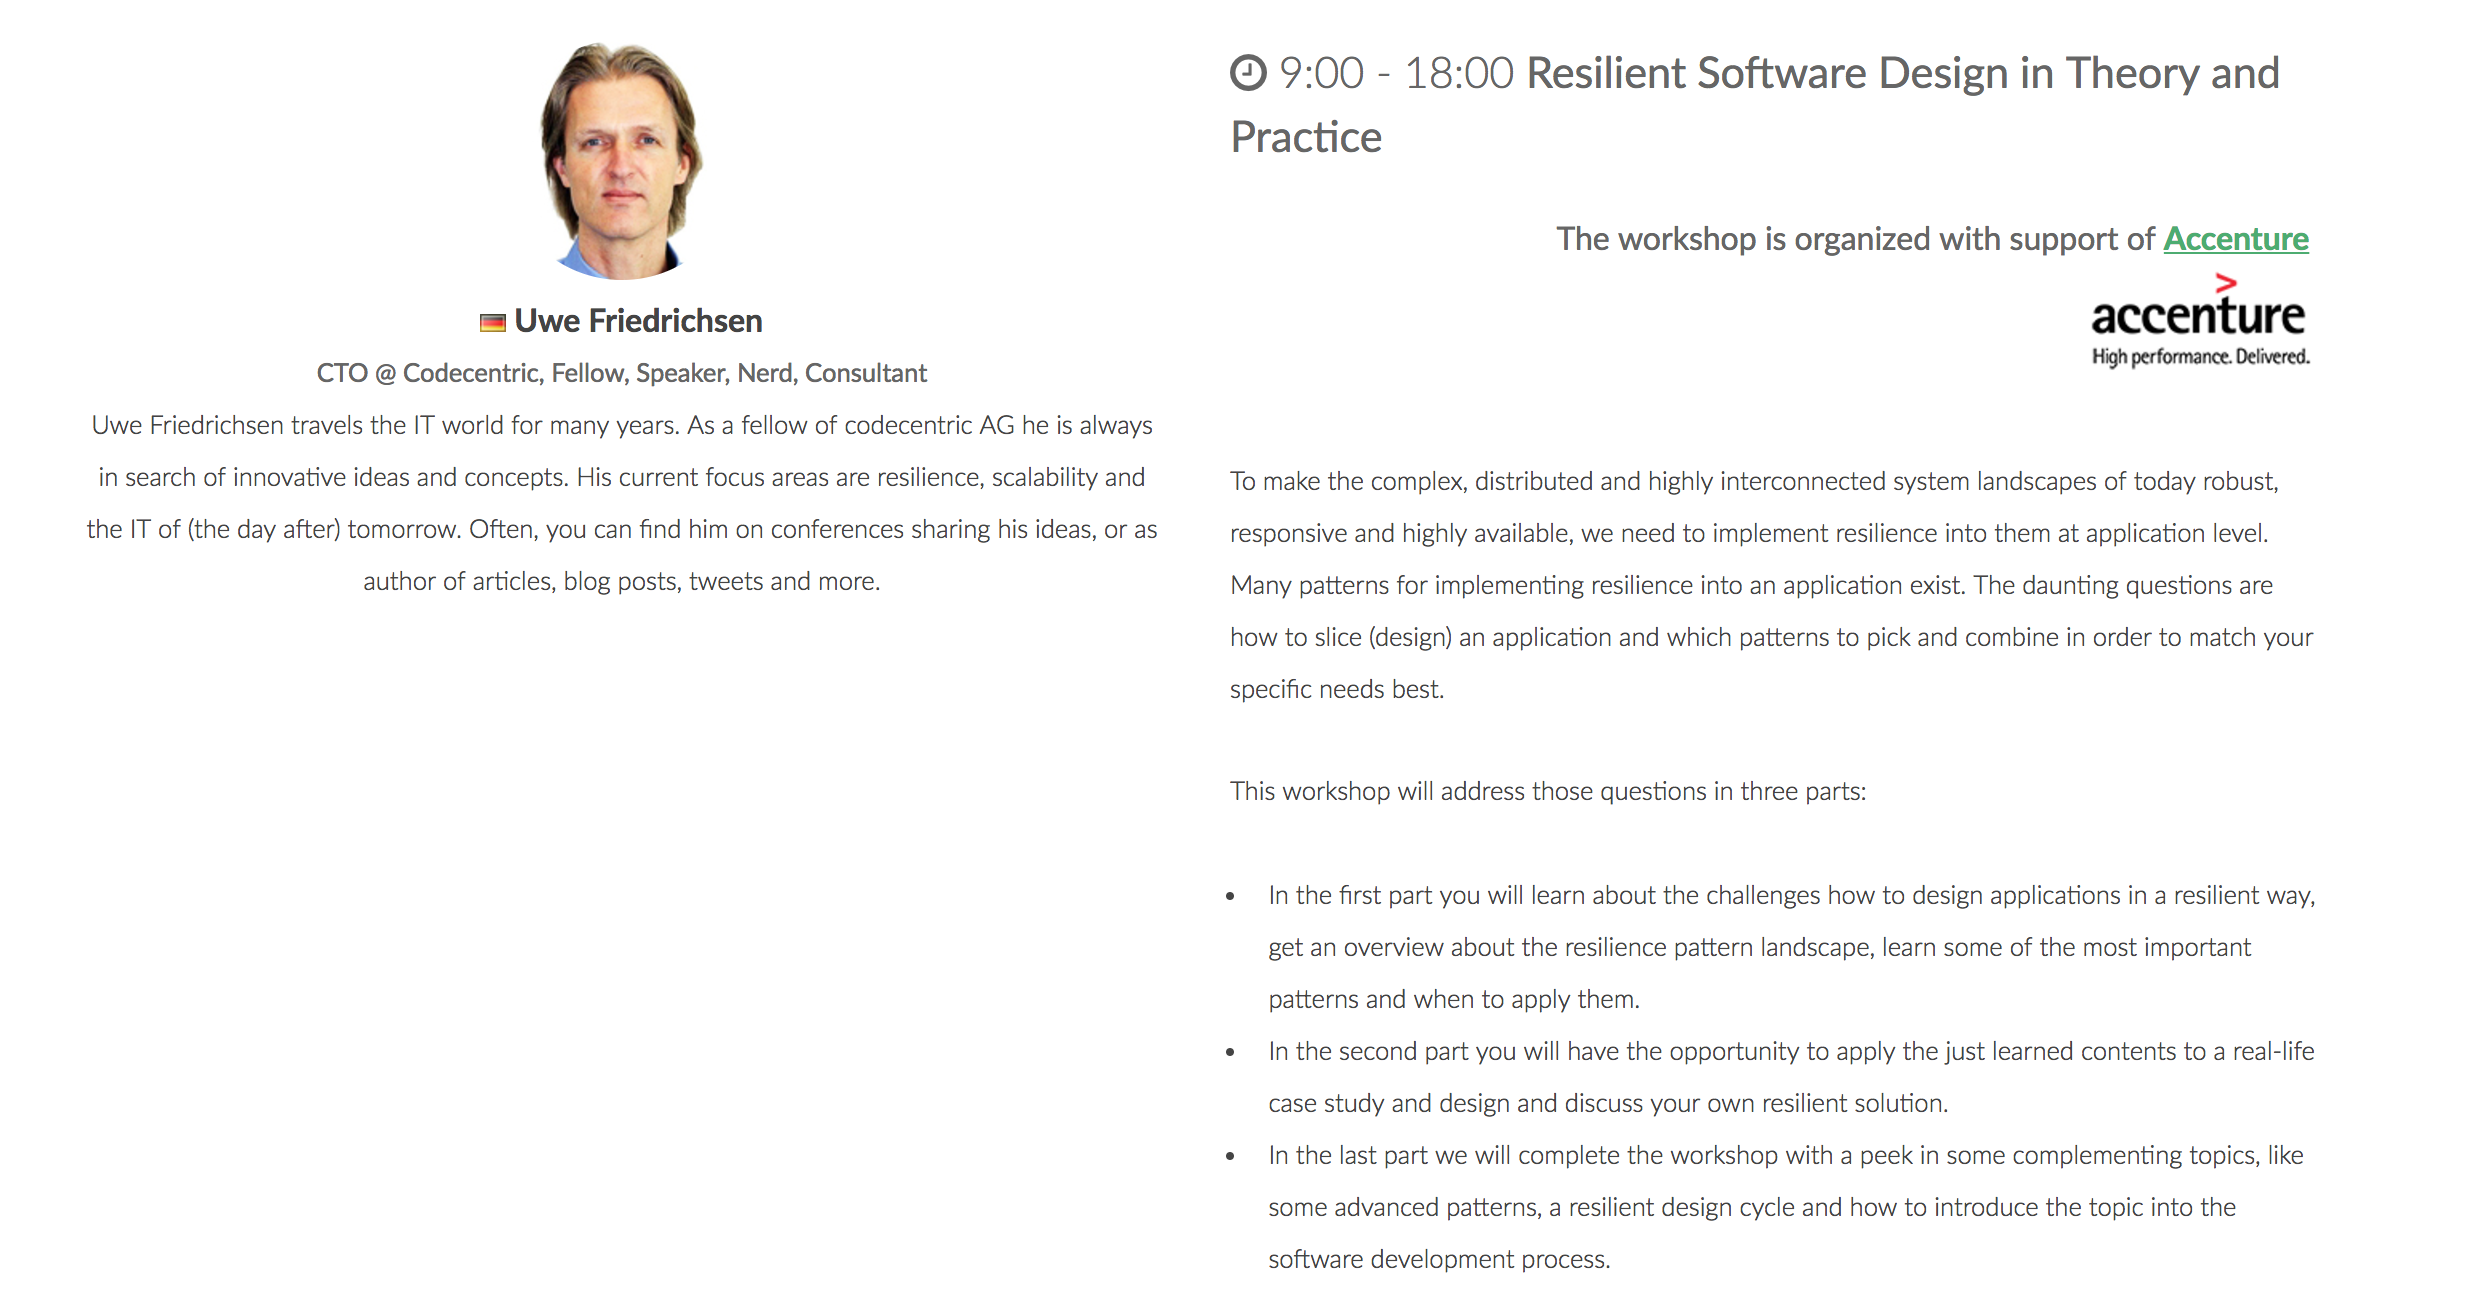 Uwe Friedrichsen
CTO @ Codecentric, Fellow, Speaker, Nerd, Consultant
Uwe Friedrichsen travels the IT world for many years. As a fellow of codecentric AG he is always
in search of innovative ideas and concepts. His current focus areas are resilience, scalability and
the IT of (the day after) tomorrow. Often, you can find him on conferences sharing his ideas, or as
author of articles, blog posts, tweets and more.
9:00 - 18:00 Resilient Software Design in Theory and
Practice
The workshop is organized with support of Accenture
accenture
High performance. Delivered.
To make the complex, distributed and highly interconnected system landscapes of today robust,
responsive and highly available, we need to implement resilience into them at application level.
Many patterns for implementing resilience into an application exist. The daunting questions are
how to slice (design) an application and which patterns to pick and combine in order to match your
specific needs best.
This workshop will address those questions in three parts:
• In the first part you will learn about the challenges how to design applications in a resilient way,
get an overview about the resilience pattern landscape, learn some of the most important
patterns and when to apply them.
• In the second part you will have the opportunity to apply the just learned contents to a real-life
case study and design and discuss your own resilient solution.
• In the last part we will complete the workshop with a peek in some complementing topics, like
some advanced patterns, a resilient design cycle and how to introduce the topic into the
software development process.